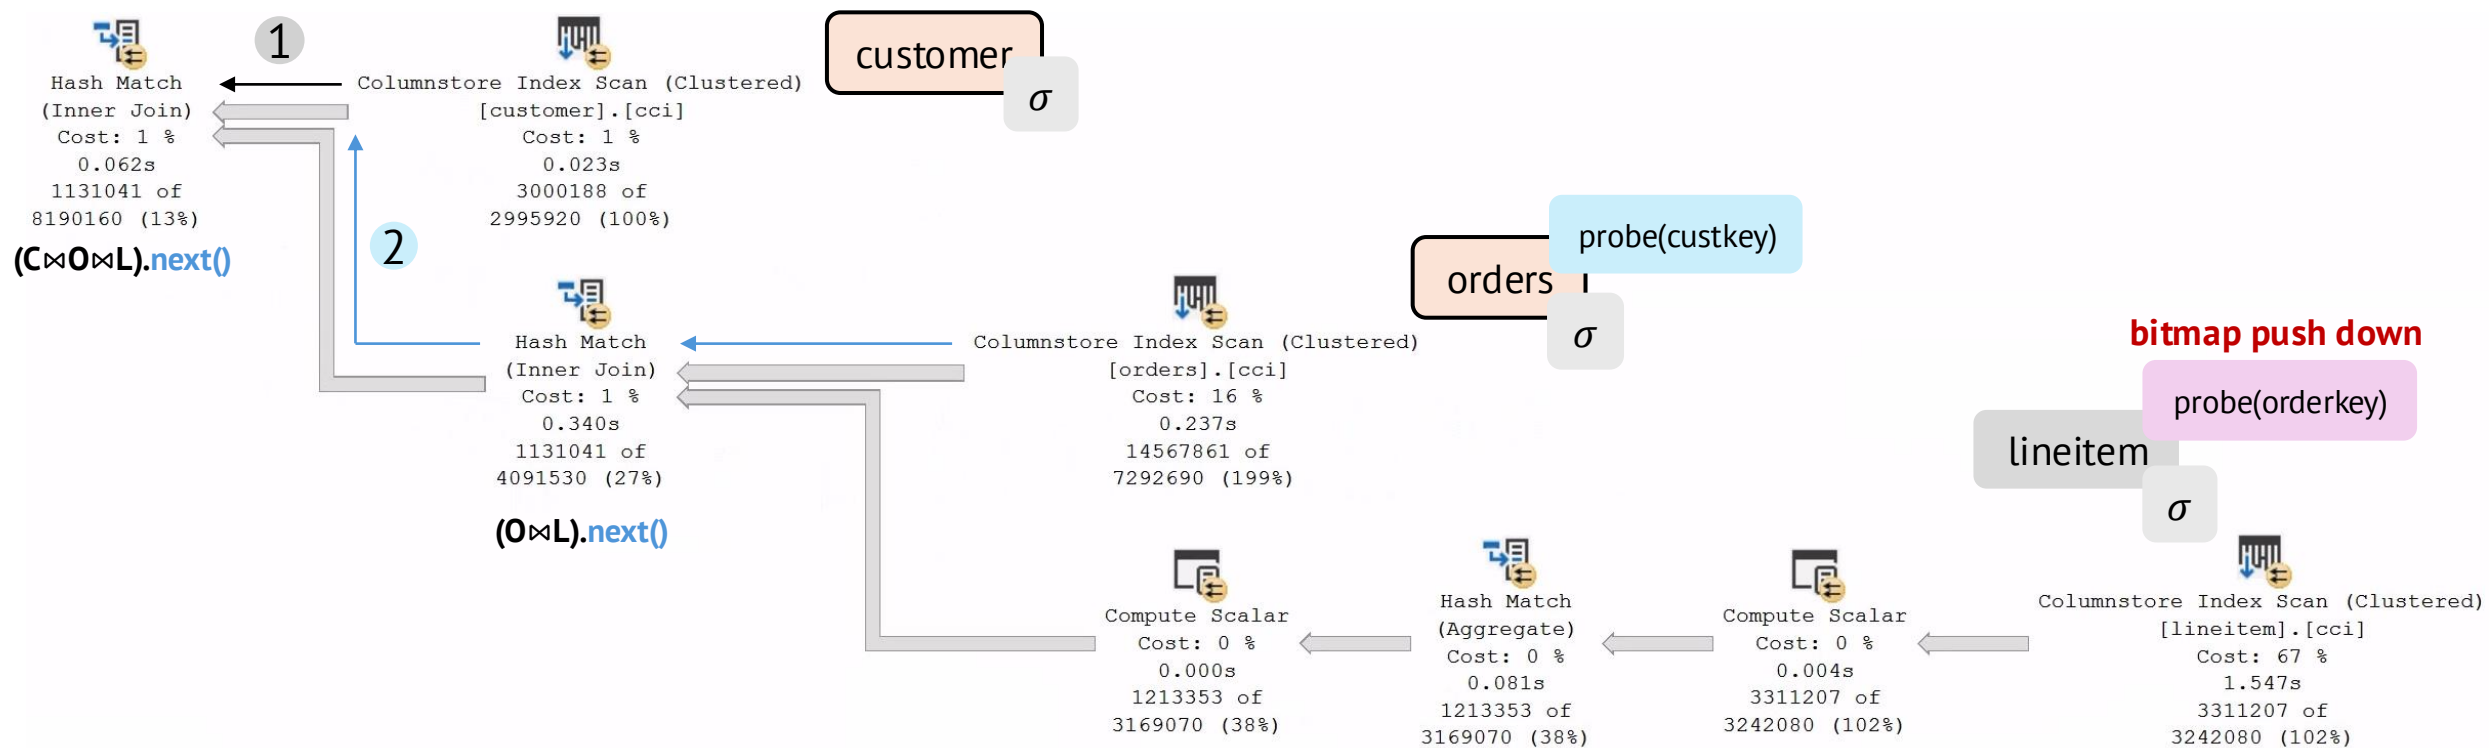 1
Hash Match
(Inner Join)
Cost: 1 %
0.062s
1131041 of
8190160 (13%)
(C⋈O⋈L).next()
Columnstore Index Scan (Clustered)
[customer].[cci]
Cost: 1 %
0.023s
3000188 of
2995920 (100%)
customer
σ
2
Hash Match
(Inner Join)
Cost: 1 %
0.340s
1131041 of
4091530 (27%)
(O⋈L).next()
Columnstore Index Scan (Clustered)
[orders].[cci]
Cost: 16 %
0.237s
14567861 of
7292690 (199%)
probe(custkey)
orders
σ
bitmap push down
probe(orderkey)
lineitem
σ
Compute Scalar
Cost: 0 %
0.000s
1213353 of
3169070 (38%)
Hash Match
(Aggregate)
Cost: 0 %
0.081s
1213353 of
3169070 (38%)
Compute Scalar
Cost: 0 %
0.004s
3311207 of
3242080 (102%)
Columnstore Index Scan (Clustered)
[lineitem].[cci]
Cost: 67 %
1.547s
3311207 of
3242080 (102%)